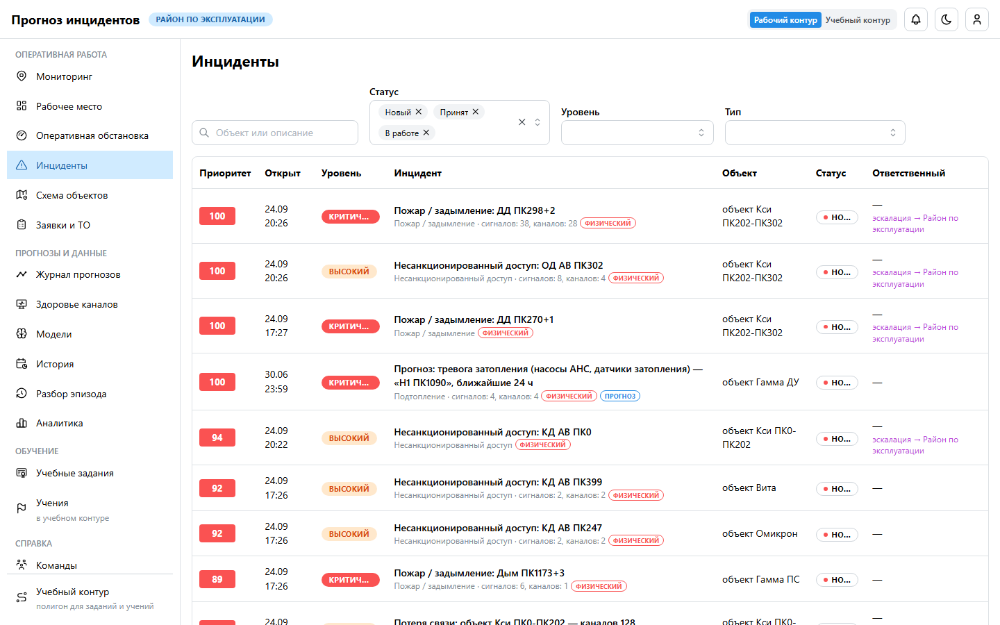 Прогноз инцидентов
РАЙОН ПО ЭКСПЛУАТАЦИИ
Рабочий контур
Учебный контур
ОПЕРАТИВНАЯ РАБОТА
Мониторинг
Рабочее место
Оперативная обстановка
Инциденты
Схема объектов
Заявки и ТО
ПРОГНОЗЫ И ДАННЫЕ
Журнал прогнозов
Здоровье каналов
Модели
История
Разбор эпизода
Аналитика
ОБУЧЕНИЕ
Учебные задания
Учения
в учебном контуре
СПРАВКА
Команды
Учебный контур
полигон для заданий и учений
Инциденты
Объект или описание
Статус
Новый
Принят
В работе
Уровень
Тип
Приоритет Открыт Уровень Инцидент Объект Статус Ответственный
100
24.09
20:26
КРИТИЧ...
Пожар / задымление: ДД ПК298+2
Пожар / задымление · сигналов: 38, каналов: 28 ФИЗИЧЕСКИЙ
объект Кси
ПК202-ПК302
НО...
—
эскалация → Район по
эксплуатации
100
24.09
20:26
ВЫСОКИЙ
Несанкционированный доступ: ОД АВ ПК302
Несанкционированный доступ · сигналов: 8, каналов: 4 ФИЗИЧЕСКИЙ
объект Кси
ПК202-ПК302
НО...
—
эскалация → Район по
эксплуатации
100
24.09
17:27
КРИТИЧ...
Пожар / задымление: ДД ПК270+1
Пожар / задымление ФИЗИЧЕСКИЙ
объект Кси
ПК202-ПК302
НО...
—
эскалация → Район по
эксплуатации
100
30.06
23:59
КРИТИЧ...
Прогноз: тревога затопления (насосы АНС, датчики затопления) —
«Н1 ПК1090», ближайшие 24 ч
Подтопление · сигналов: 4, каналов: 4 ФИЗИЧЕСКИЙ ПРОГНОЗ
объект Гамма ДУ
НО...
—
94
24.09
20:22
ВЫСОКИЙ
Несанкционированный доступ: КД АВ ПК0
Несанкционированный доступ ФИЗИЧЕСКИЙ
объект Кси ПК0-
ПК202
НО...
—
эскалация → Район по
эксплуатации
92
24.09
17:26
ВЫСОКИЙ
Несанкционированный доступ: КД АВ ПК399
Несанкционированный доступ · сигналов: 2, каналов: 2 ФИЗИЧЕСКИЙ
объект Вита
НО...
—
92
24.09
17:26
ВЫСОКИЙ
Несанкционированный доступ: КД АВ ПК247
Несанкционированный доступ · сигналов: 2, каналов: 2 ФИЗИЧЕСКИЙ
объект Омикрон
НО...
—
89
24.09
17:26
КРИТИЧ...
Пожар / задымление: Дым ПК1173+3
Пожар / задымление · сигналов: 6, каналов: 1 ФИЗИЧЕСКИЙ
объект Гамма ПС
НО...
—
24.09
Потеря связи: объект Кси ПК0-ПК202 — каналов 128
объект Кси ПК0-
—